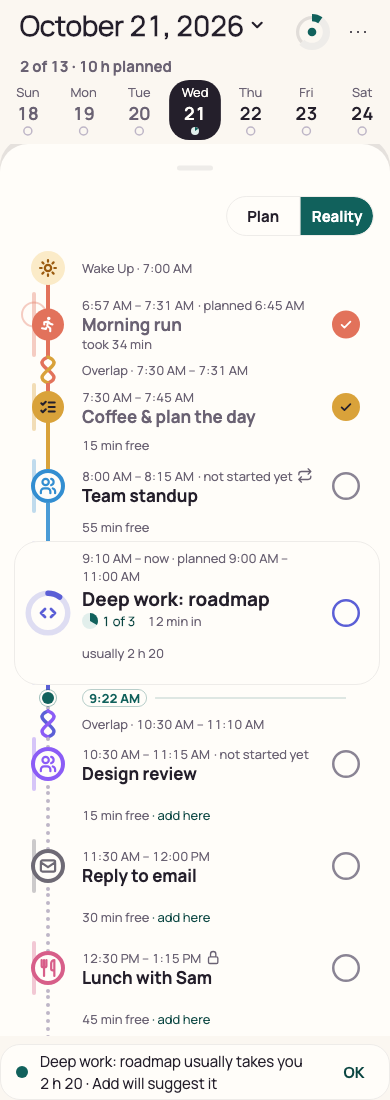 October 21, 2026
...
2 of 13 · 10 h planned
Sun Mon Tue Wed Thu Fri Sat
18 19 20 21 22 23 24
Plan Reality
Wake Up · 7:00 AM
6:57 AM – 7:31 AM · planned 6:45 AM
Morning run
took 34 min
Overlap · 7:30 AM – 7:31 AM
7:30 AM – 7:45 AM
Coffee & plan the day
15 min free
8:00 AM – 8:15 AM · not started yet
Team standup
55 min free
9:10 AM – now · planned 9:00 AM –
11:00 AM
Deep work: roadmap
1 of 3 12 min in
usually 2 h 20
9:22 AM
Overlap · 10:30 AM – 11:10 AM
10:30 AM – 11:15 AM · not started yet
Design review
15 min free · add here
11:30 AM – 12:00 PM
Reply to email
30 min free · add here
12:30 PM – 1:15 PM
Lunch with Sam
45 min free · add here
Deep work: roadmap usually takes you
2 h 20 · Add will suggest it
OK